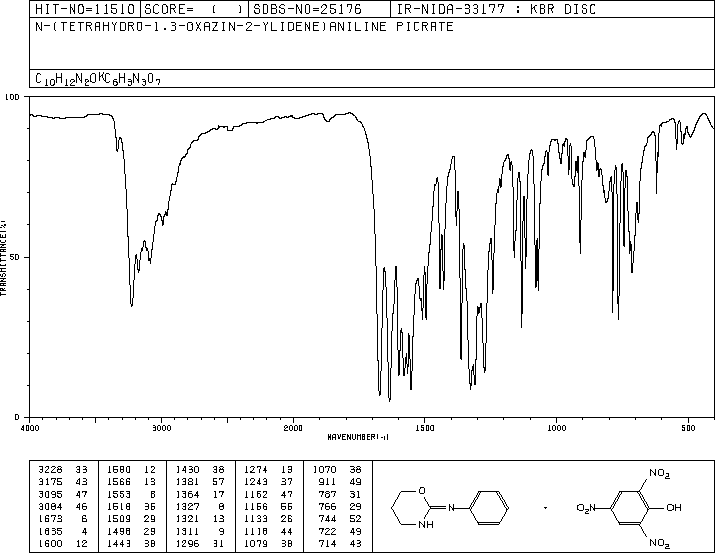 HIT-NO=11510 SCORE= ( ) SDBS-NO=25176 IR-NIDA-33177 : KBR DISC
N-(TETRAHYDRO-1.3-OXAZIN-2-YLIDENE)ANILINE PICRATE
C10H12N2OKC6H3N3O7
100
50
0
TRANSMITTANCE(%)
4000 3000 2000 1500 1000 500
WAVENUMBER(-1)
3228 33 1580 12 1430 38 1274 13 1070 38
3175 43 1566 13 1381 57 1243 37 911 49
3095 47 1553 8 1364 17 1162 47 787 31
3084 46 1518 35 1327 8 1156 55 766 29
1673 6 1509 29 1321 13 1133 26 744 52
1635 4 1498 29 1311 9 1118 44 722 49
1600 12 1443 38 1296 31 1079 38 714 43
O
N
NH
NO2
O2N
OH
NO2